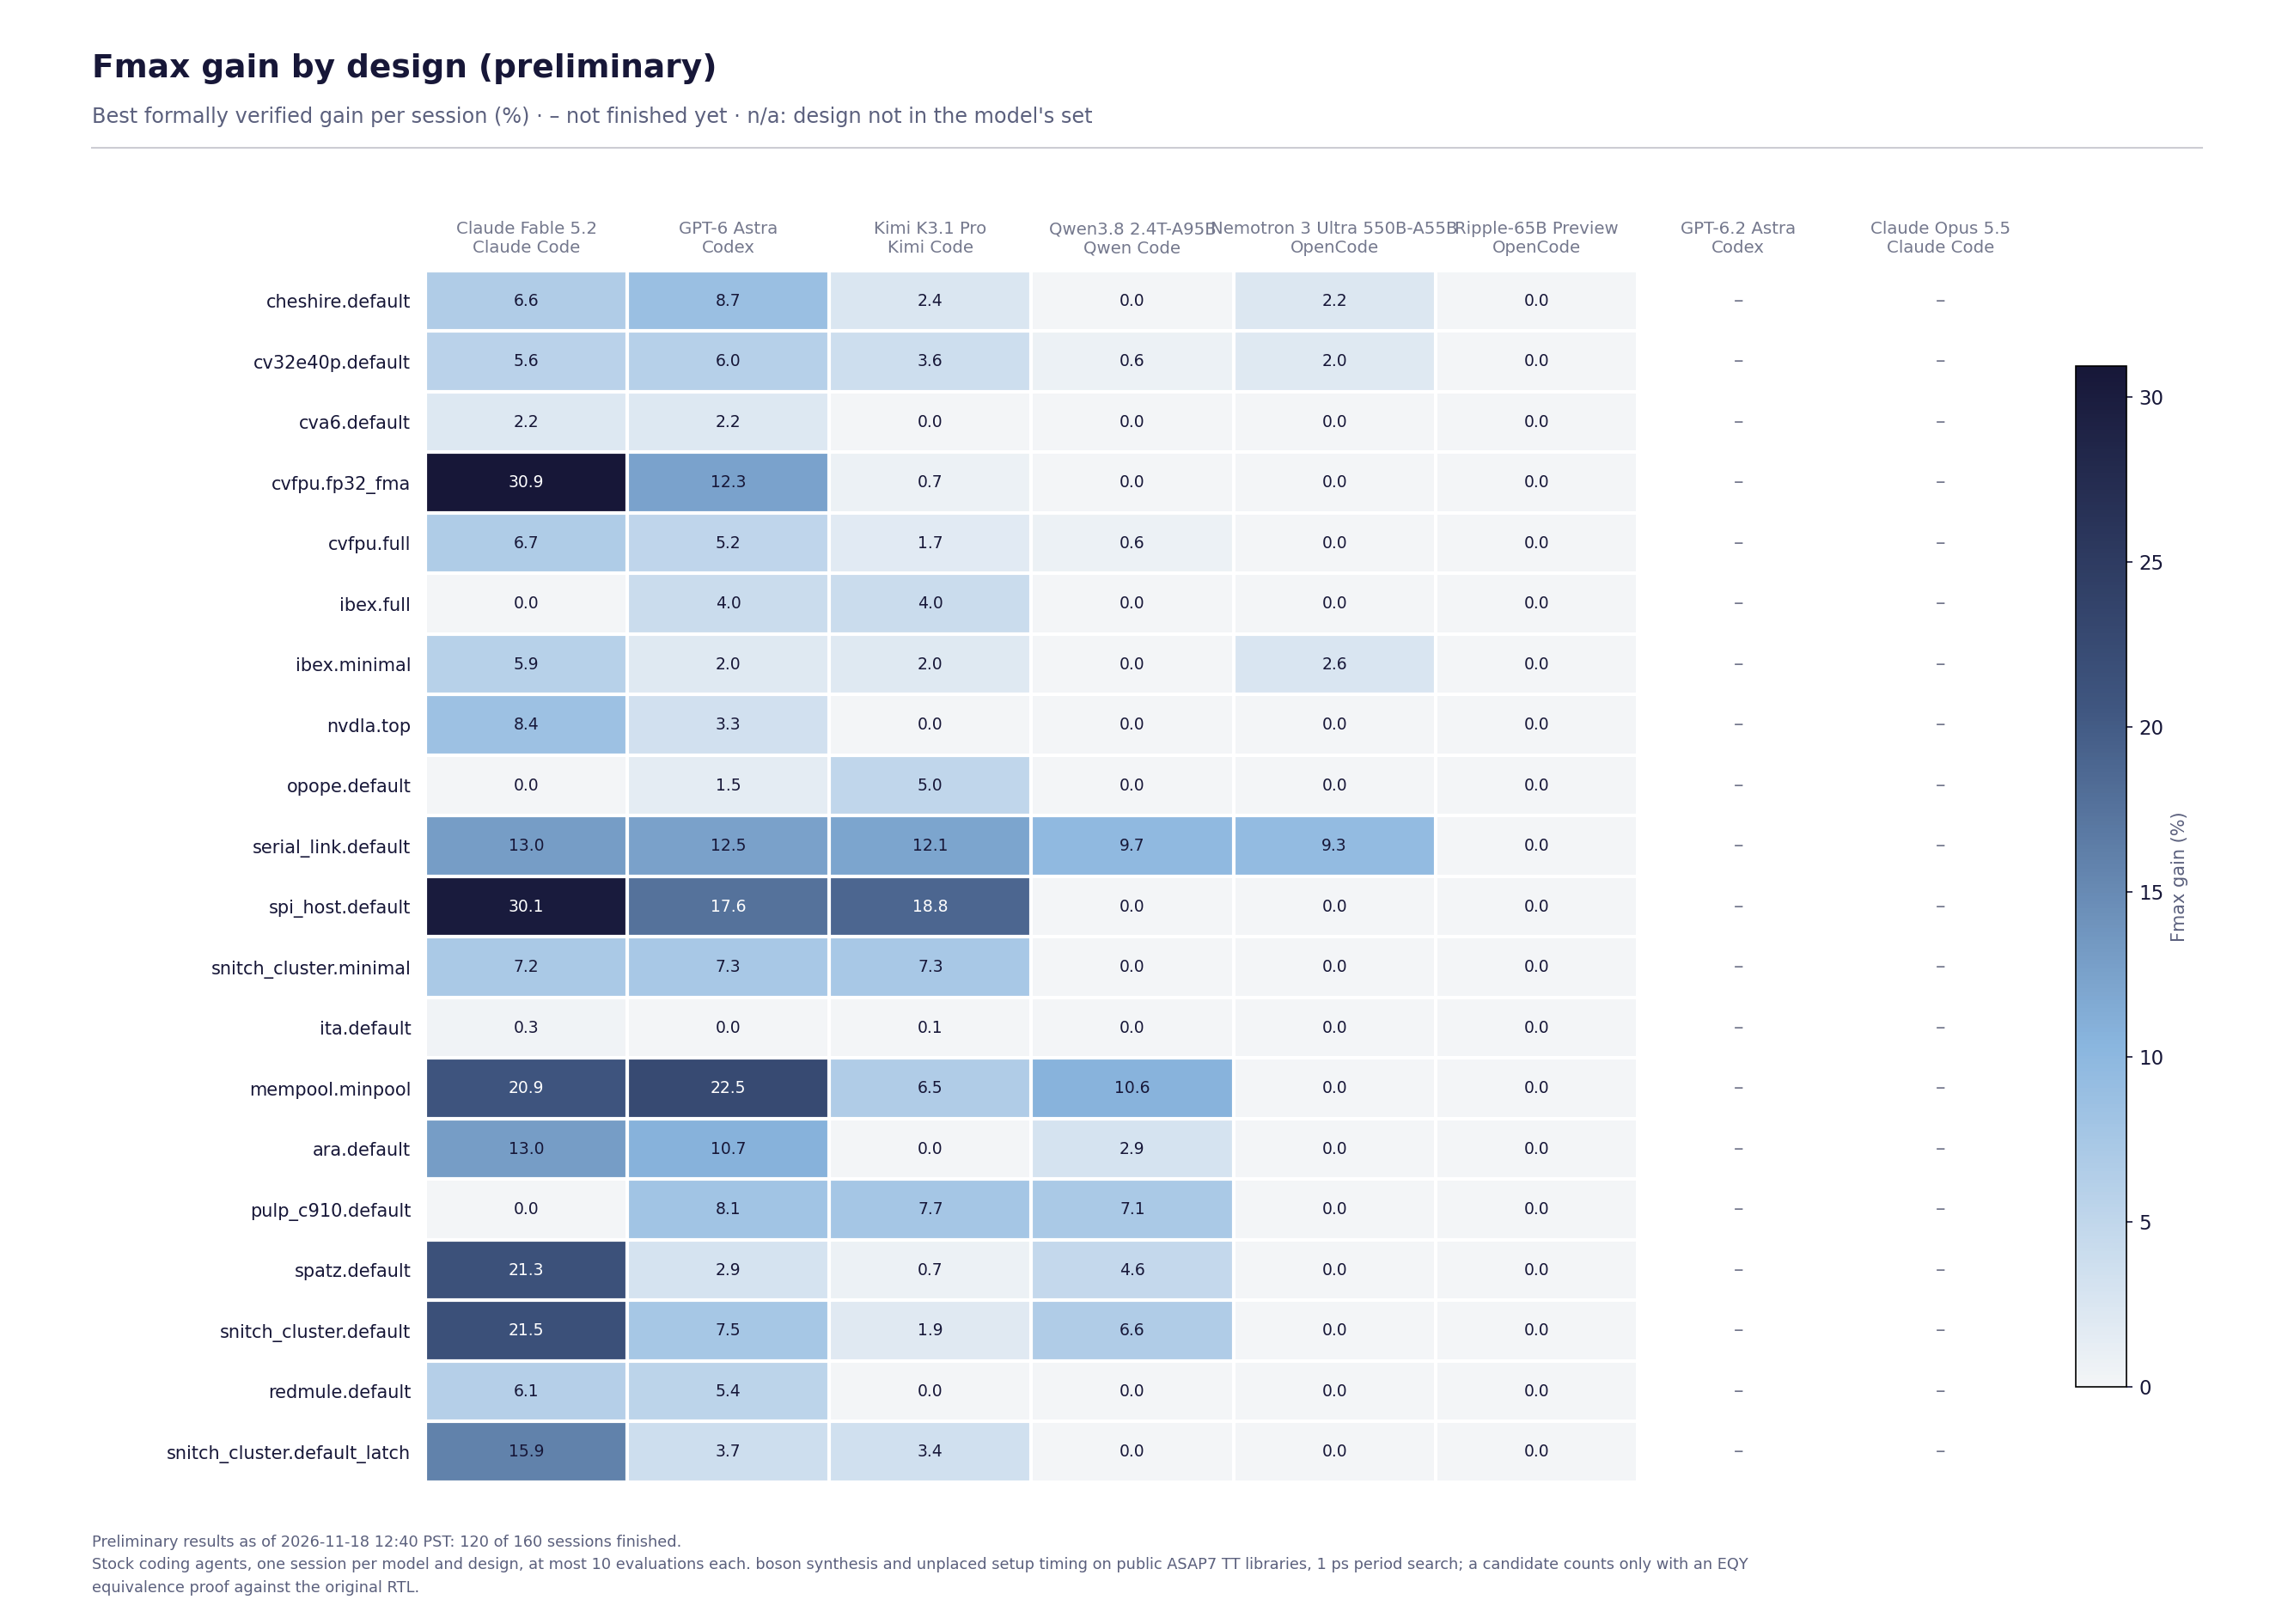 Fmax gain by design (preliminary)
Best formally verified gain per session (%) · – not finished yet · n/a: design not in the model's set
Claude Fable 5.2 GPT-6 Astra Kimi K3.1 Pro Qwen3.8 2.4T-A95B Nemotron 3 Ultra 550B-A55B Ripple-65B Preview GPT-6.2 Astra Claude Opus 5.5
Claude Code Codex Kimi Code Qwen Code OpenCode OpenCode Codex Claude Code
cheshire.default 6.6 8.7 2.4 0.0 2.2 0.0 – –
cv32e40p.default 5.6 6.0 3.6 0.6 2.0 0.0 – –
cva6.default 2.2 2.2 0.0 0.0 0.0 0.0 – –
cvfpu.fp32_fma 30.9 12.3 0.7 0.0 0.0 0.0 – –
cvfpu.full 6.7 5.2 1.7 0.6 0.0 0.0 – –
ibex.full 0.0 4.0 4.0 0.0 0.0 0.0 – –
ibex.minimal 5.9 2.0 2.0 0.0 2.6 0.0 – –
nvdla.top 8.4 3.3 0.0 0.0 0.0 0.0 – –
opope.default 0.0 1.5 5.0 0.0 0.0 0.0 – –
serial_link.default 13.0 12.5 12.1 9.7 9.3 0.0 – –
spi_host.default 30.1 17.6 18.8 0.0 0.0 0.0 – –
snitch_cluster.minimal 7.2 7.3 7.3 0.0 0.0 0.0 – –
ita.default 0.3 0.0 0.1 0.0 0.0 0.0 – –
mempool.minpool 20.9 22.5 6.5 10.6 0.0 0.0 – –
ara.default 13.0 10.7 0.0 2.9 0.0 0.0 – –
pulp_c910.default 0.0 8.1 7.7 7.1 0.0 0.0 – –
spatz.default 21.3 2.9 0.7 4.6 0.0 0.0 – –
snitch_cluster.default 21.5 7.5 1.9 6.6 0.0 0.0 – –
redmule.default 6.1 5.4 0.0 0.0 0.0 0.0 – –
snitch_cluster.default_latch 15.9 3.7 3.4 0.0 0.0 0.0 – –
30
25
20
15
10
5
0
Fmax gain (%)
Preliminary results as of 2026-11-18 12:40 PST: 120 of 160 sessions finished.
Stock coding agents, one session per model and design, at most 10 evaluations each. boson synthesis and unplaced setup timing on public ASAP7 TT libraries, 1 ps period search; a candidate counts only with an EQY
equivalence proof against the original RTL.